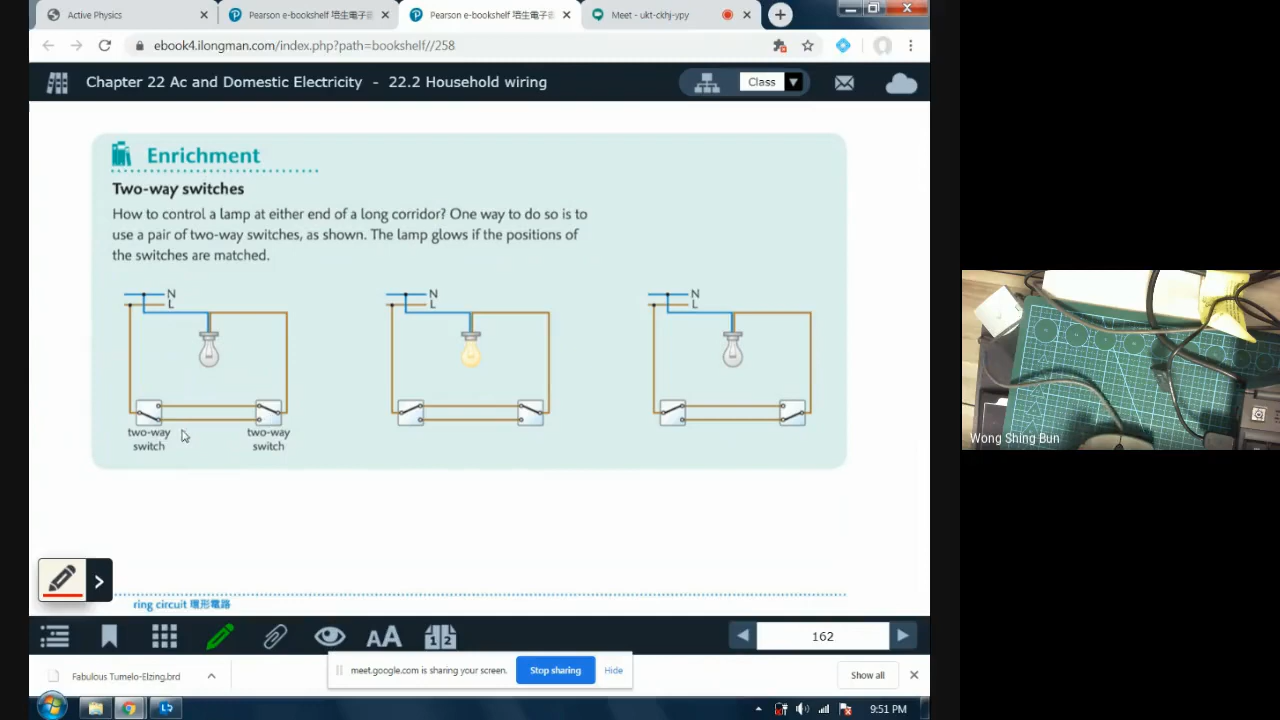 Active Physics
Pearson e-bookshelf 培生電子
Pearson e-bookshelf 培生電子
Meet - ukt-ckhj-ypy
ebook4.ilongman.com/index.php?path=bookshelf//258
Chapter 22 Ac and Domestic Electricity - 22.2 Household wiring
Class
Enrichment
Two-way switches
How to control a lamp at either end of a long corridor? One way to do so is to
use a pair of two-way switches, as shown. The lamp glows if the positions of
the switches are matched.
N
L
N
L
N
L
two-way
switch
two-way
switch
Wong Shing Bun
ring circuit 環形電路
AA
1 2
162
meet.google.com is sharing your screen.
Stop sharing
Hide
Fabulous Tumelo-Elzing.brd
Show all
9:51 PM